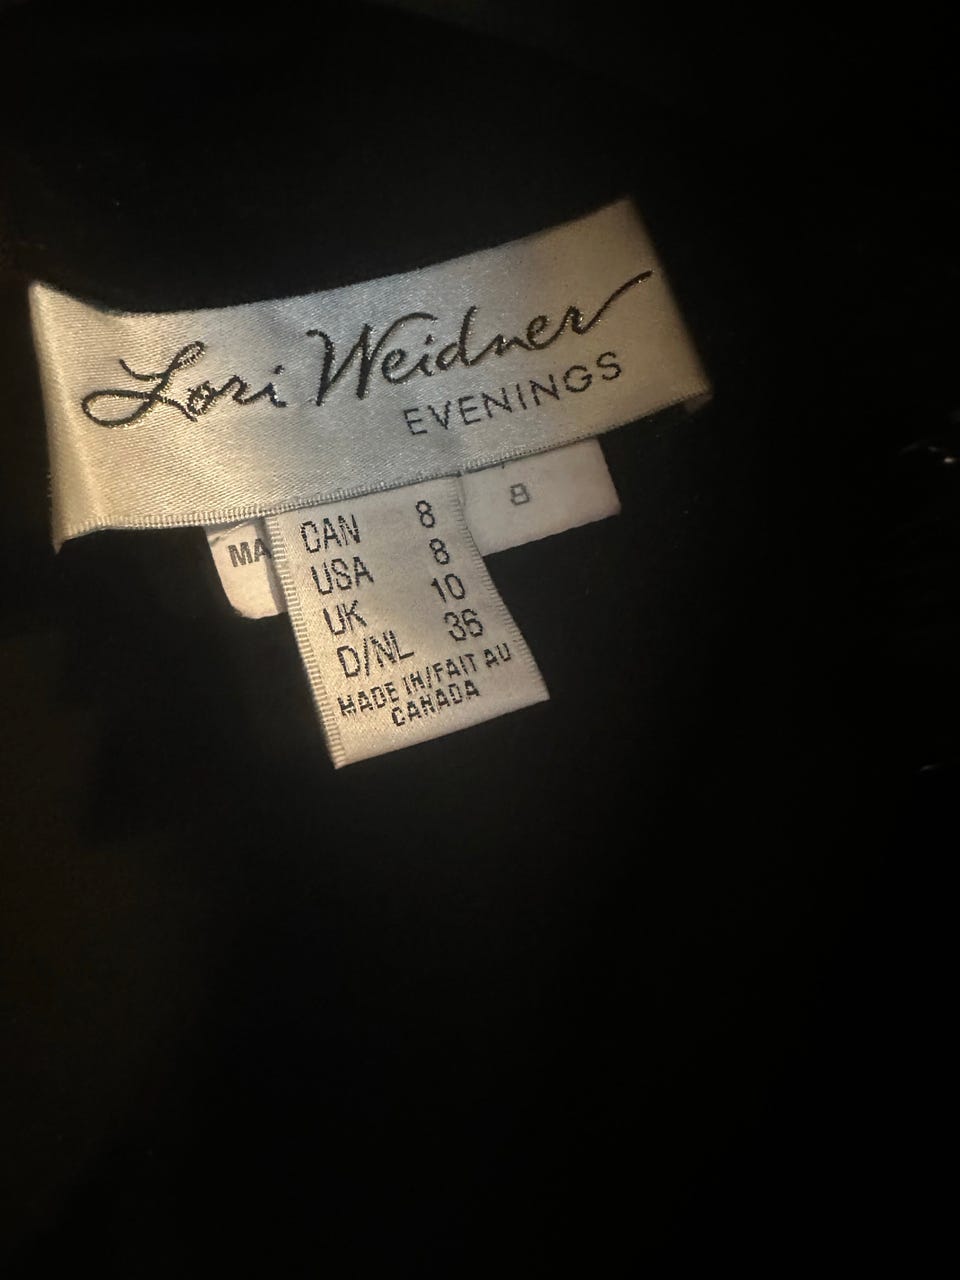 Lori Weidner
EVENINGS
MA
8
CAN 8
USA 8
UK 10
D/NL 36
MADE IN/FAIT AU
CANADA